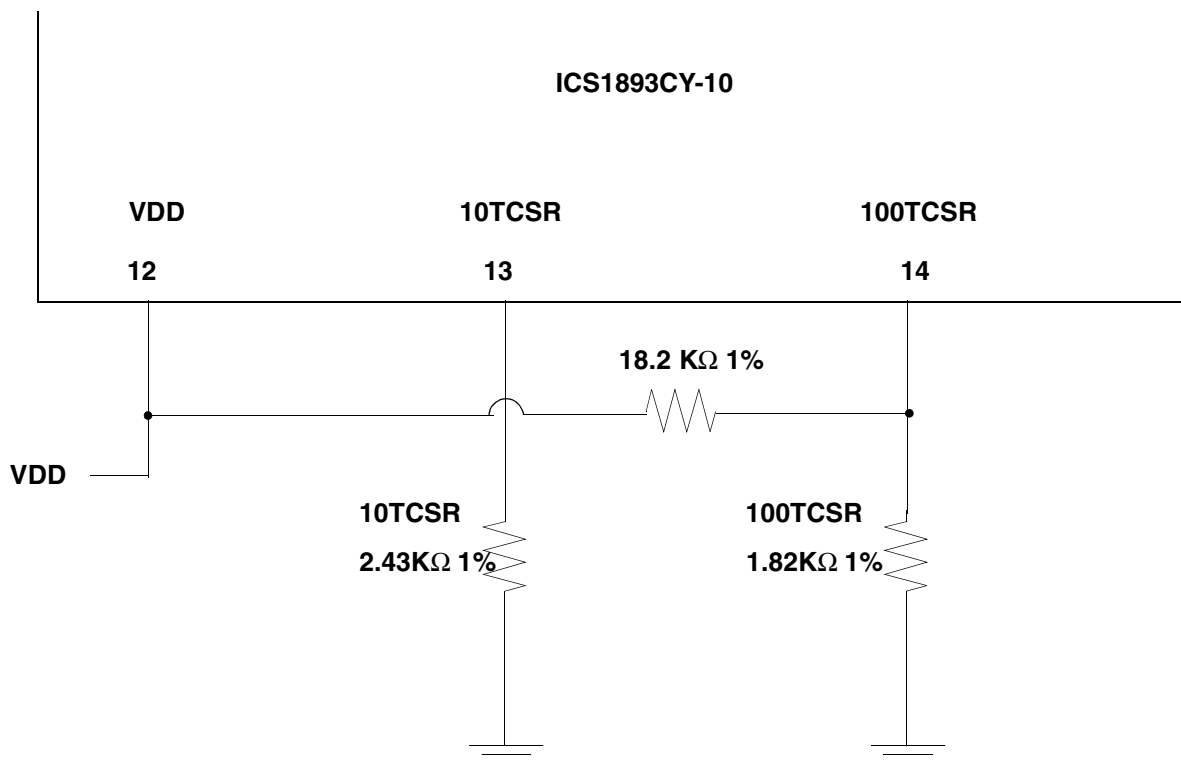 ICS1893CY-10
VDD
10TCSR
100TCSR
12
13
14
18.2 KΩ 1%
VDD
10TCSR
2.43KΩ 1%
100TCSR
1.82KΩ 1%